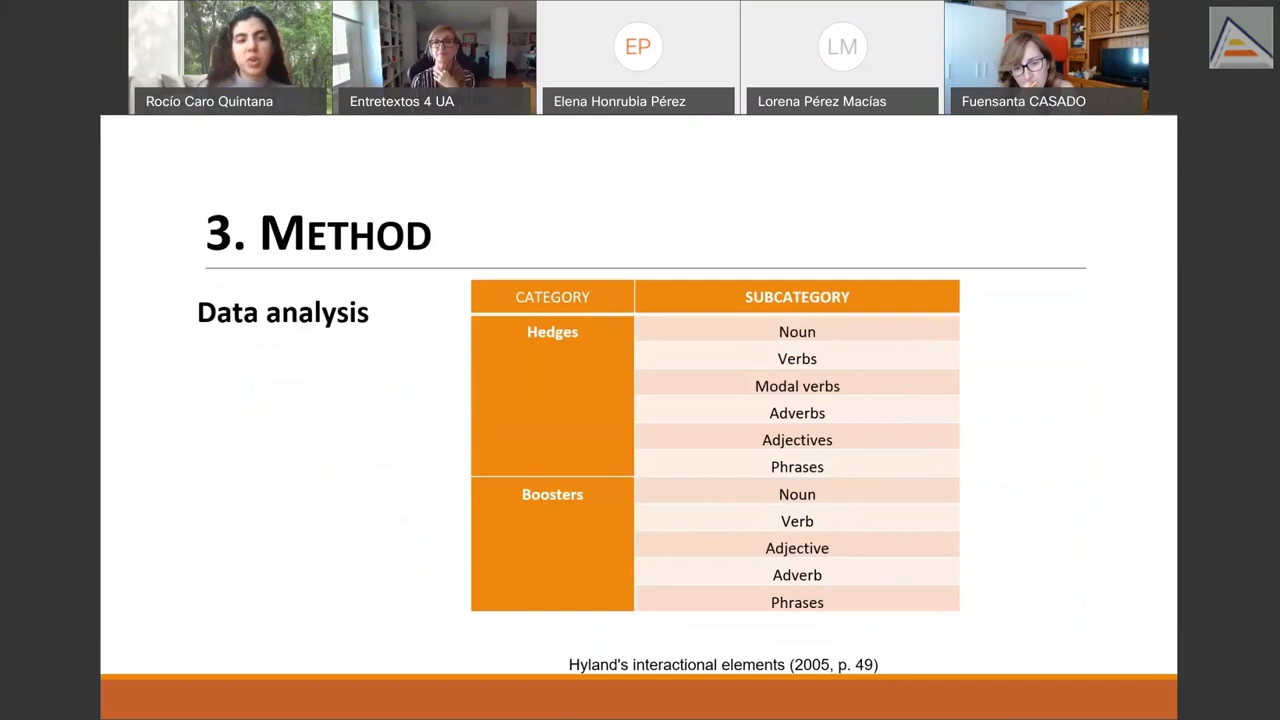 Rocío Caro Quintana
Entretextos 4 UA
EP
Elena Honrubia Pérez
LM
Lorena Pérez Macías
Fuensanta CASADO
3. METHOD
Data analysis
CATEGORY
SUBCATEGORY
Hedges
Noun
Verbs
Modal verbs
Adverbs
Adjectives
Phrases
Boosters
Noun
Verb
Adjective
Adverb
Phrases
Hyland's interactional elements (2005, p. 49)